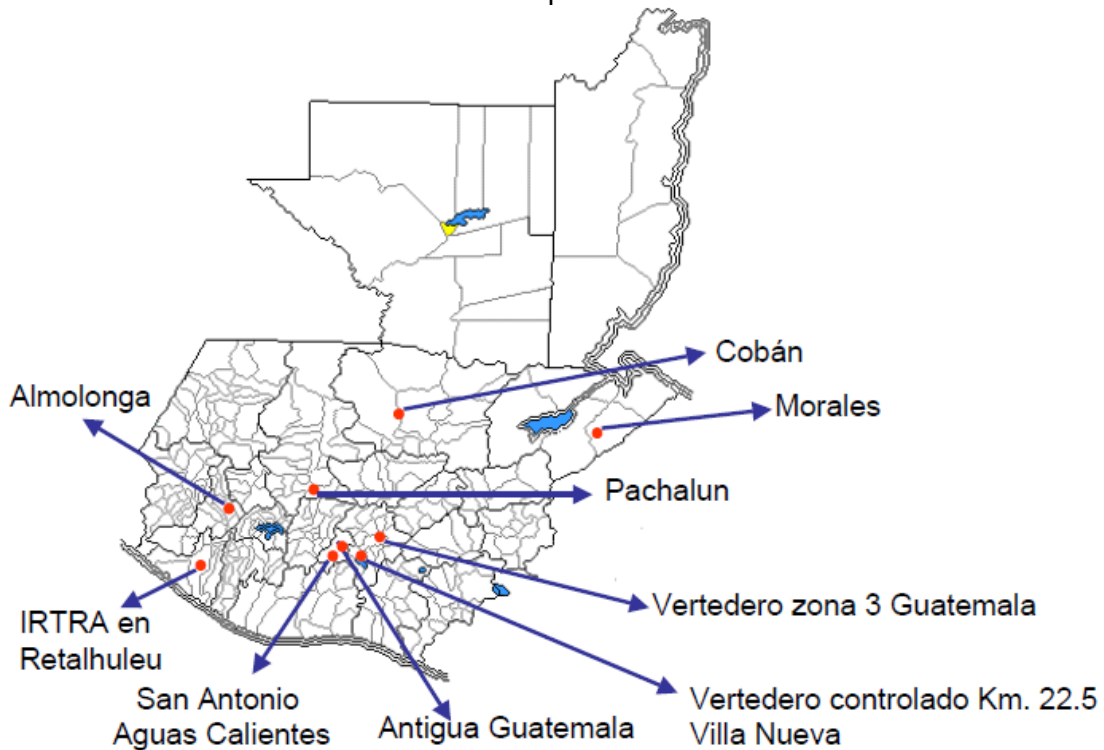 Cobán
Morales
Almolonga
Pachalun
Vertedero zona 3 Guatemala
IRTRA en
Retalhuleu
San Antonio
Aguas Calientes
Antigua Guatemala
Vertedero controlado Km. 22.5
Villa Nueva